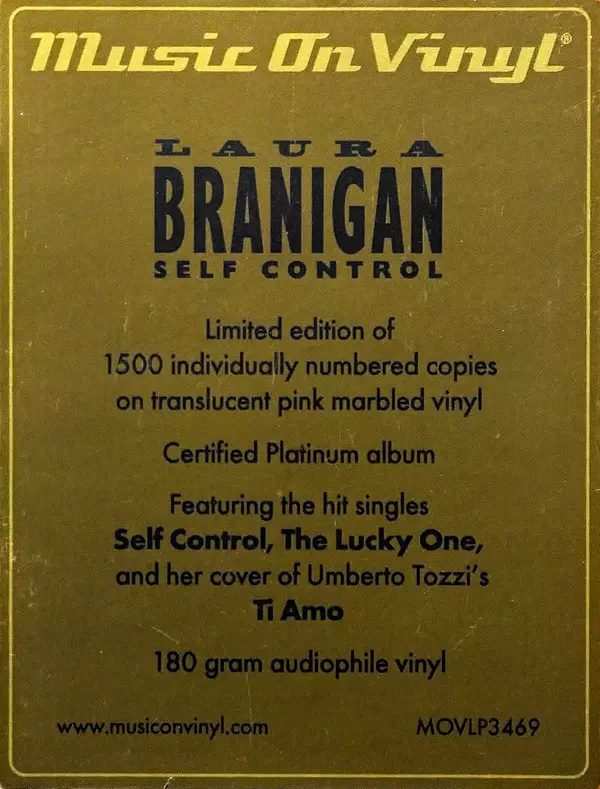 Music On Vinyl®
LAURA
BRANIGAN
SELF CONTROL
Limited edition of
1500 individually numbered copies
on translucent pink marbled vinyl
Certified Platinum album
Featuring the hit singles
Self Control, The Lucky One,
and her cover of Umberto Tozzi's
Ti Amo
180 gram audiophile vinyl
www.musiconvinyl.com
MOVLP3469